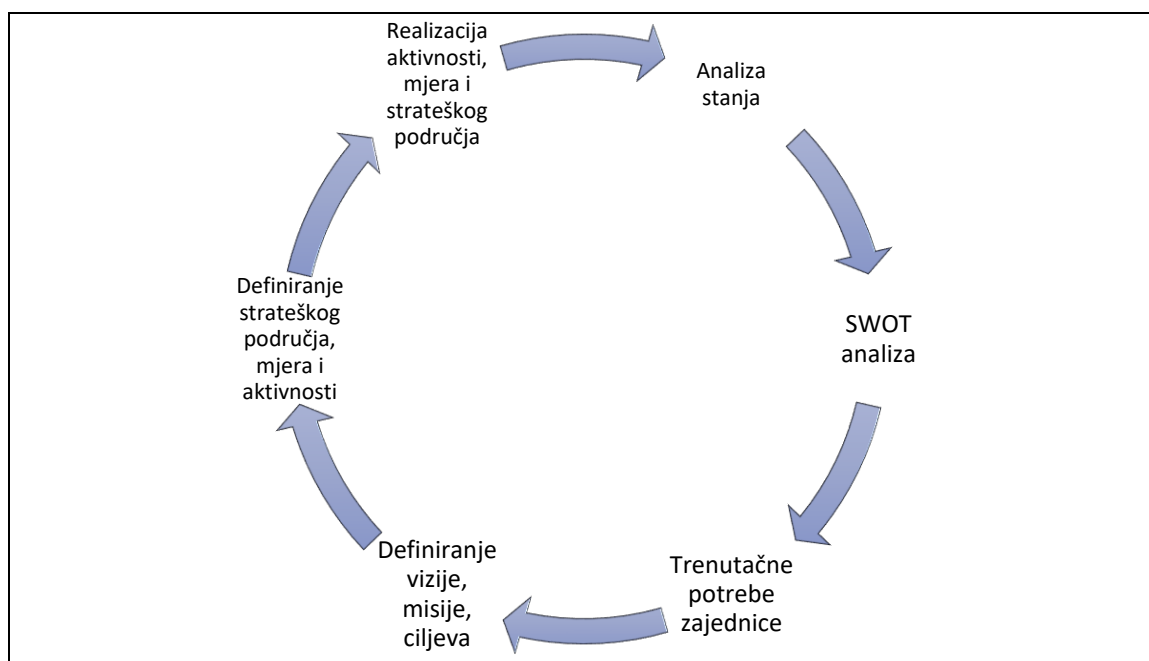 Realizacija
aktivnosti,
mjera i
strateškog
područja
Analiza
stanja
SWOT
analiza
Trenutačne
potrebe
zajednice
Definiranje
vizije,
misije,
ciljeva
Definiranje
strateškog
područja,
mjera i
aktivnosti